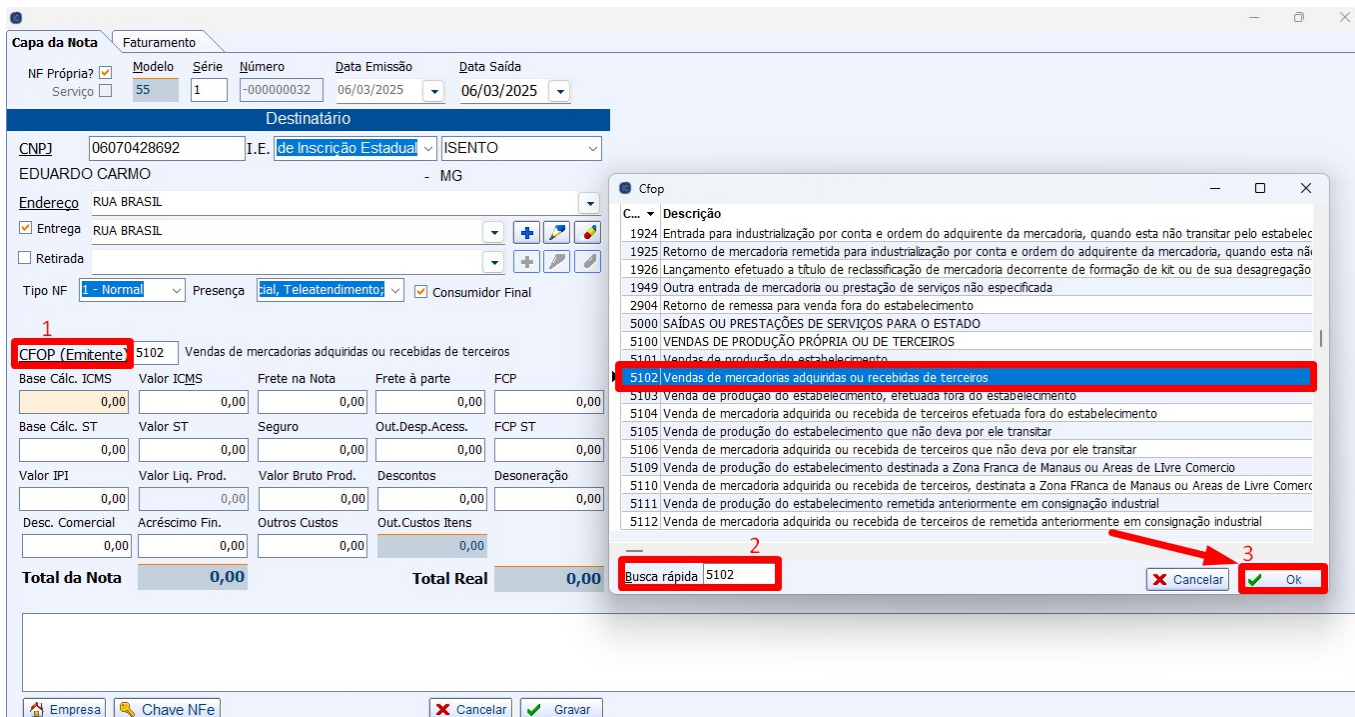 Capa da Nota Faturamento
NF Própria? Modelo Série Número Data Emissão Data Saída
Serviço 55 1 -000000032 06/03/2025 06/03/2025
Destinatário
CNPJ 06070428692 I.E. de Inscrição Estadual ISENTO
EDUARDO CARMO - MG
Endereço RUA BRASIL
Entrega RUA BRASIL
Retirada
Tipo NF 1 - Normal Presença cial, Teleatendimento; Consumidor Final
1
CFOP (Emitente) 5102 Vendas de mercadorias adquiridas ou recebidas de terceiros
Base Cálc. ICMS Valor ICMS Frete na Nota Frete à parte FCP
0,00 0,00 0,00 0,00 0,00
Base Cálc. ST Valor ST Seguro Out.Desp.Acess. FCP ST
0,00 0,00 0,00 0,00 0,00
Valor IPI Valor Liq. Prod. Valor Bruto Prod. Descontos Desoneração
0,00 0,00 0,00 0,00 0,00
Desc. Comercial Acréscimo Fin. Outros Custos Out.Custos Itens
0,00 0,00 0,00 0,00
Total da Nota 0,00 Total Real 0,00
Empresa Chave NFe Cancelar Gravar
Cfop
C... Descrição
1924 Entrada para industrialização por conta e ordem do adquirente da mercadoria, quando esta não transitar pelo estabelec
1925 Retorno de mercadoria remetida para industrialização por conta e ordem do adquirente da mercadoria, quando esta nã
1926 Lançamento efetuado a título de reclassificação de mercadoria decorrente de formação de kit ou de sua desagregação
1949 Outra entrada de mercadoria ou prestação de serviços não especificada
2904 Retorno de remessa para venda fora do estabelecimento
5000 SAÍDAS OU PRESTAÇÕES DE SERVIÇOS PARA O ESTADO
5100 VENDAS DE PRODUÇÃO PRÓPRIA OU DE TERCEIROS
5101 Vendas de produção do estabelecimento
5102 Vendas de mercadorias adquiridas ou recebidas de terceiros
5103 Venda de produção do estabelecimento, efetuada fora do estabelecimento
5104 Venda de mercadoria adquirida ou recebida de terceiros efetuada fora do estabelecimento
5105 Venda de produção do estabelecimento que não deva por ele transitar
5106 Venda de mercadoria adquirida ou recebida de terceiros que não deva por ele transitar
5109 Venda de produção do estabelecimento destinada a Zona Franca de Manaus ou Areas de LIvre Comercio
5110 Venda de mercadoria adquirida ou recebida de terceiros, destinata a Zona FRanca de Manaus ou Areas de Livre Comerc
5111 Venda de produção do estabelecimento remetida anteriormente em consignação industrial
5112 Venda de mercadoria adquirida ou recebida de terceiros de remetida anteriormente em consignação industrial
2
3
Busca rápida 5102 Cancelar Ok